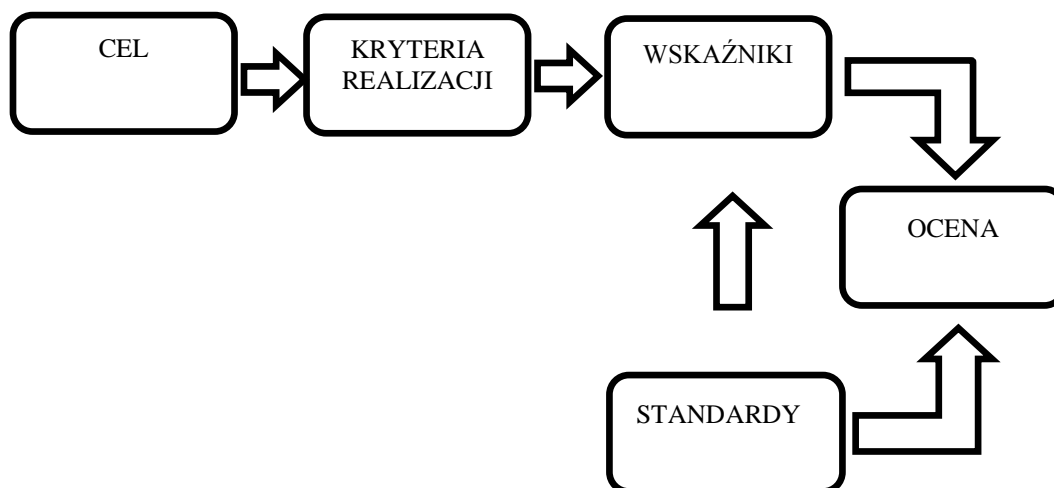 CEL
KRYTERIA
REALIZACJI
WSKAŹNIKI
OCENA
STANDARDY